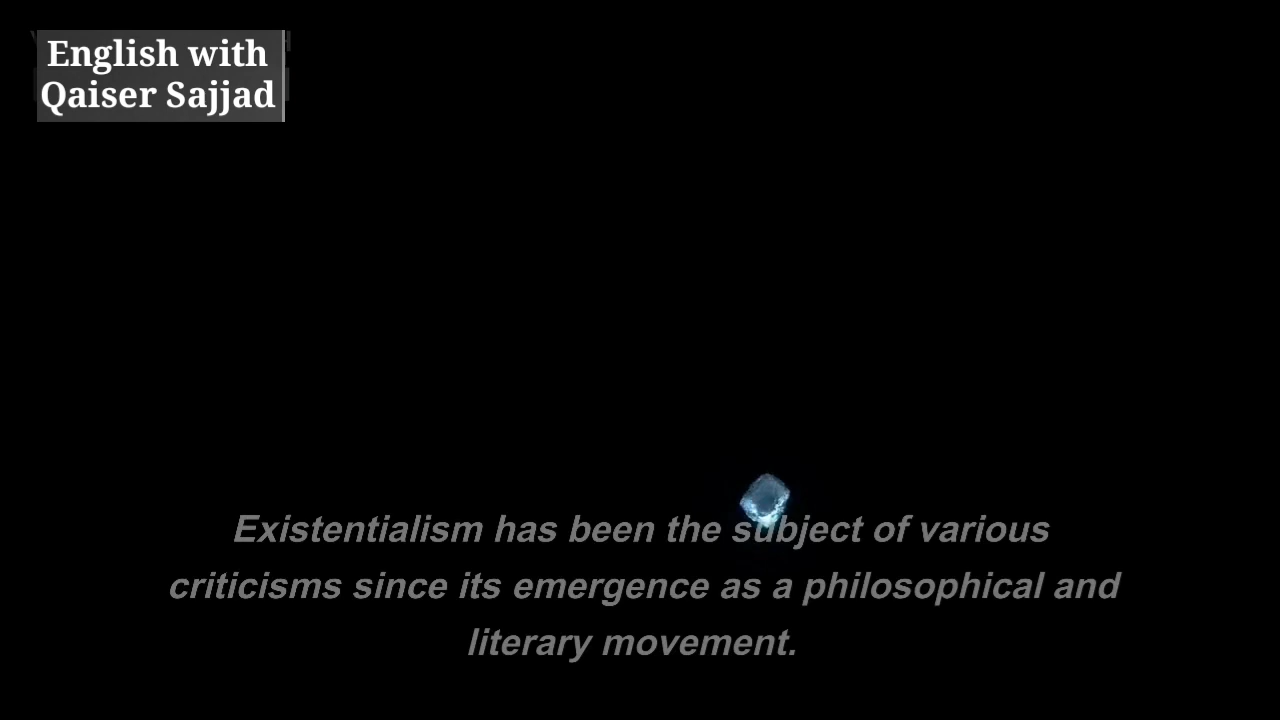 English with
Qaiser Sajjad
Existentialism has been the subject of various
criticisms since its emergence as a philosophical and
literary movement.